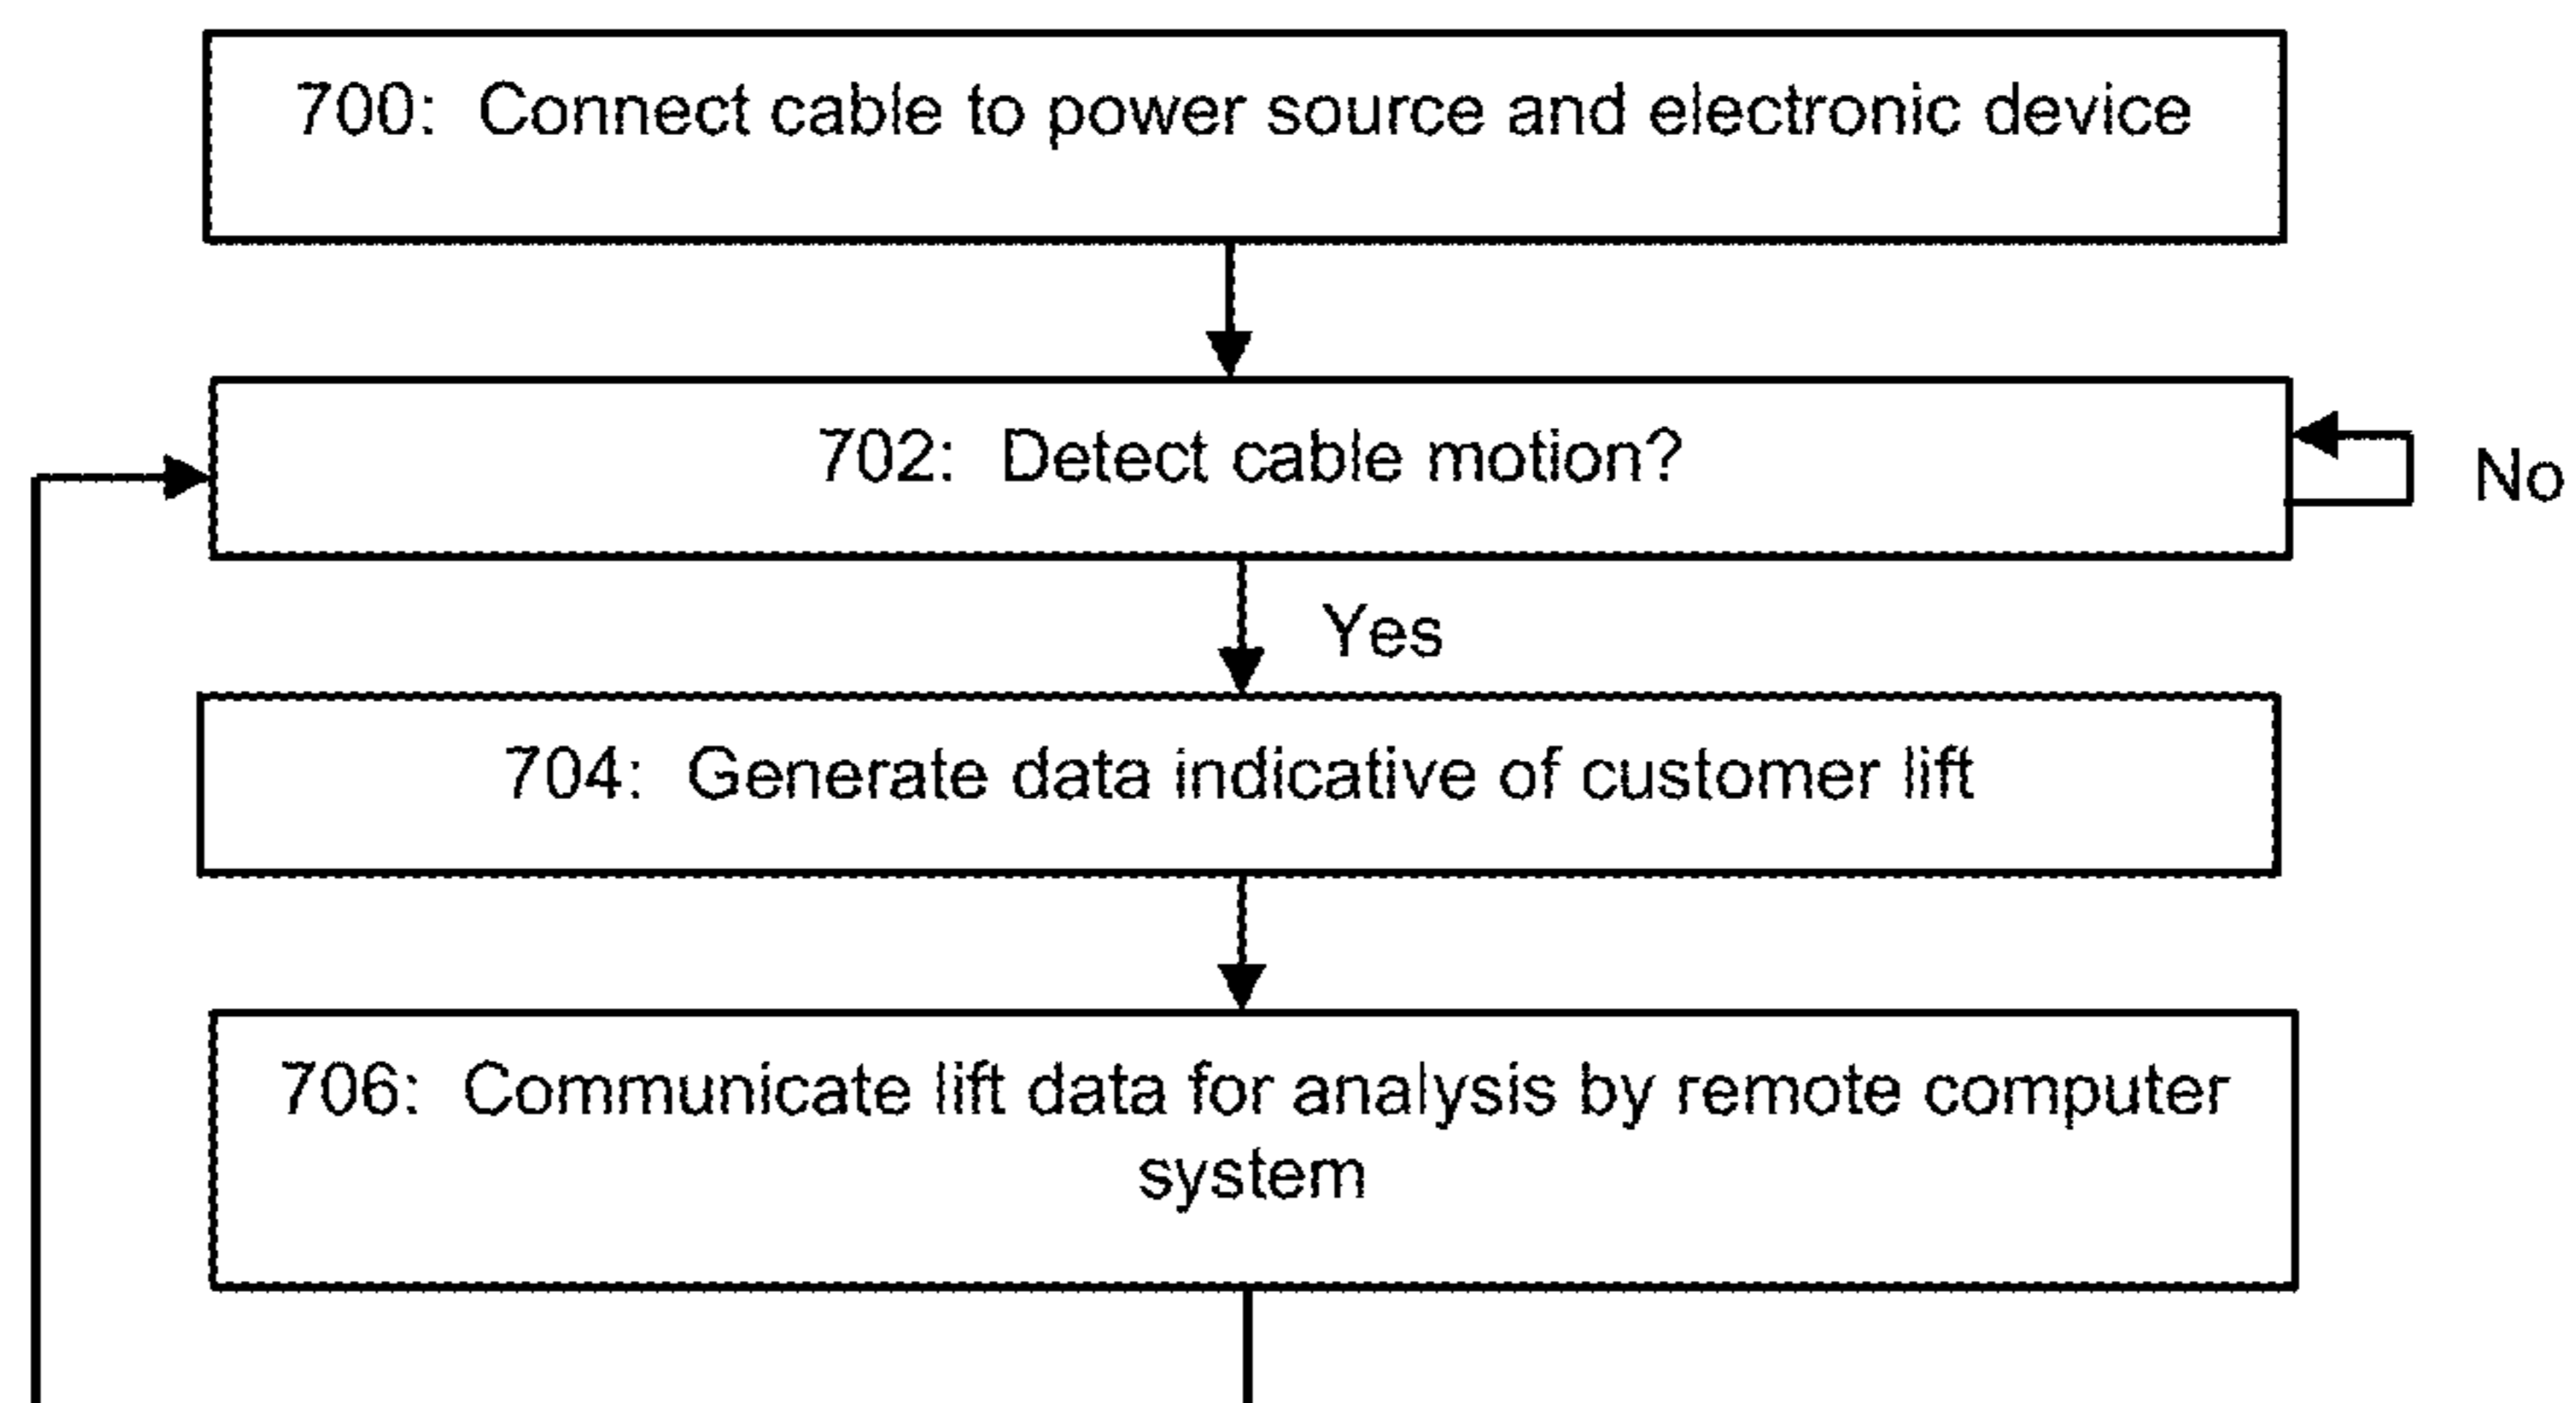 700: Connect cable to power source and electronic device
702: Detect cable motion?
No
Yes
704: Generate data indicative of customer lift
706: Communicate lift data for analysis by remote computer
system